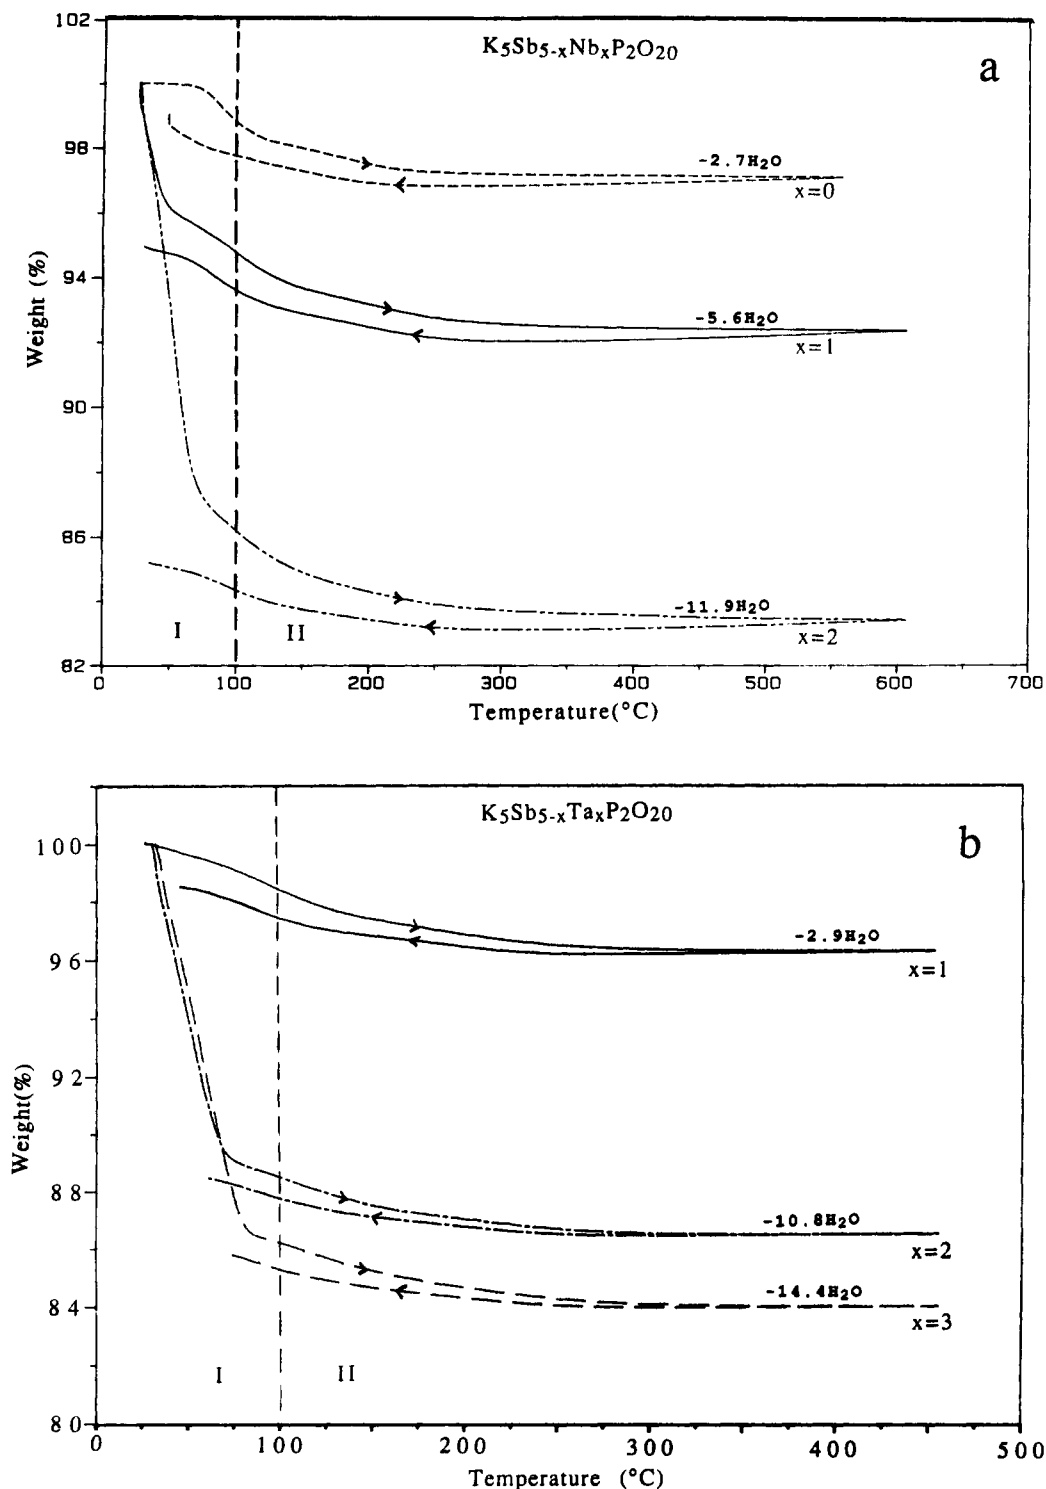 102
K5Sb5-xNbxP2O20
a
98
-2.7H2O
x=0
94
-5.6H2O
x=1
Weight (%)
90
86
-11.9H2O
x=2
I
II
82
0 100 200 300 400 500 600 700
Temperature(°C)
K5Sb5-xTaxP2O20
b
100
-2.9H2O
96
x=1
92
Weight(%)
88
-10.8H2O
x=2
-14.4H2O
84
x=3
I
II
80
0 100 200 300 400 500
Temperature (°C)